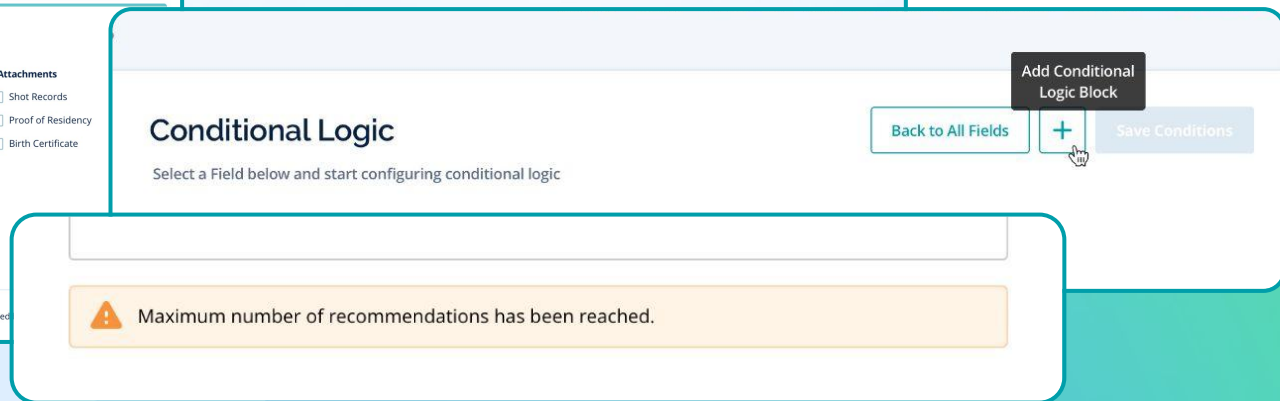 Attachments
Shot Records
Proof of Residency
Birth Certificate
Add Conditional
Logic Block
Conditional Logic
Back to All Fields
Save Conditions
Select a Field below and start configuring conditional logic
Maximum number of recommendations has been reached.